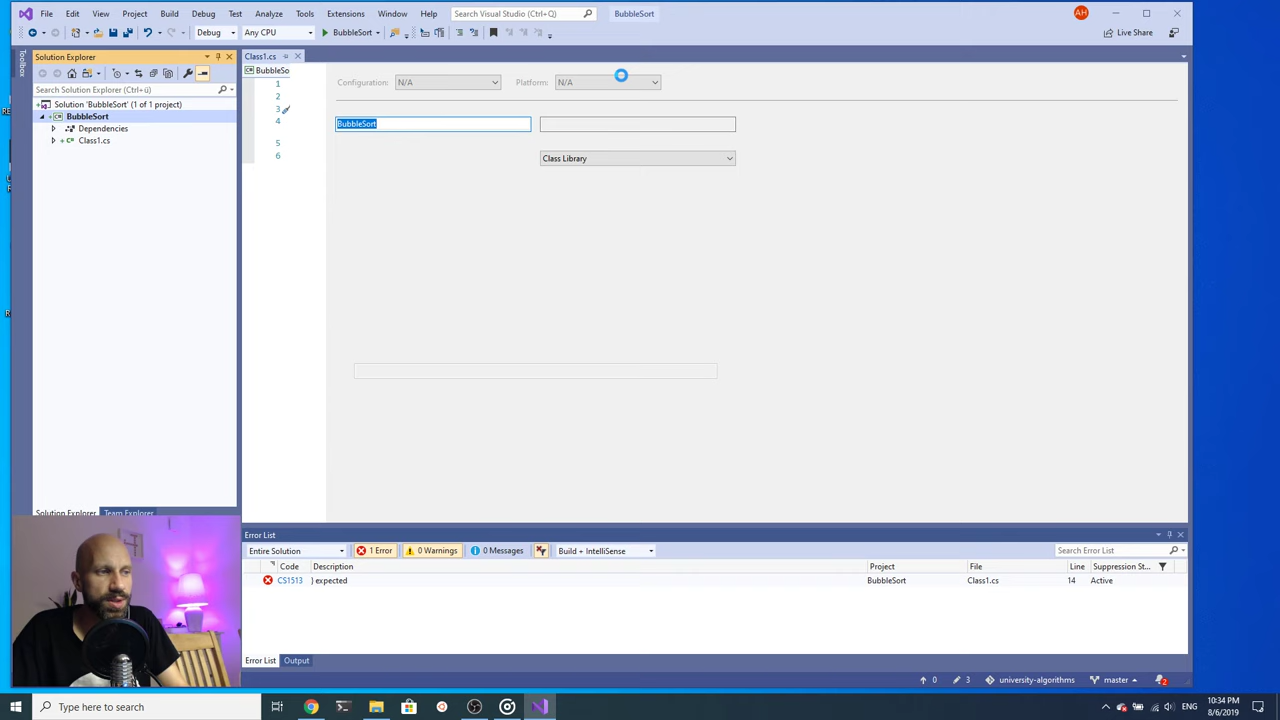 File Edit View Project Build Debug Test Analyze Tools Extensions Window Help Search Visual Studio (Ctrl+Q) BubbleSort AH
Debug Any CPU BubbleSort Live Share
Toolbox
Solution Explorer
Search Solution Explorer (Ctrl+ü)
Solution 'BubbleSort' (1 of 1 project)
BubbleSort
Dependencies
Class1.cs
Solution Explorer Team Explorer
Class1.cs
BubbleSo
1
2
3
4
5
6
Configuration: N/A Platform: N/A
BubbleSort
Class Library
Error List
Entire Solution 1 Error 0 Warnings 0 Messages Build + IntelliSense Search Error List
Code Description Project File Line Suppression St...
CS1513 } expected BubbleSort Class1.cs 14 Active
Error List Output
0 3 university-algorithms master 2
Type here to search ENG 10:34 PM
8/6/2019